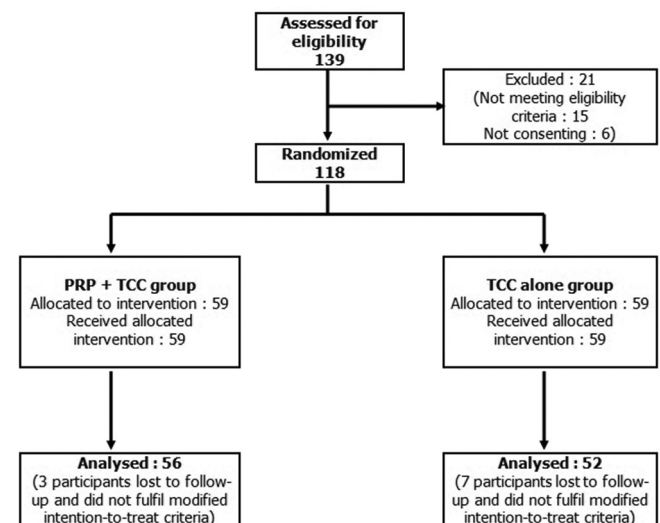 Assessed for
eligibility
139
Excluded : 21
(Not meeting eligibility
criteria : 15
Not consenting : 6)
Randomized
118
PRP + TCC group
Allocated to intervention : 59
Received allocated
intervention : 59
TCC alone group
Allocated to intervention : 59
Received allocated
intervention : 59
Analysed : 56
(3 participants lost to follow-
up and did not fulfil modified
intention-to-treat criteria)
Analysed : 52
(7 participants lost to follow-
up and did not fulfil modified
intention-to-treat criteria)